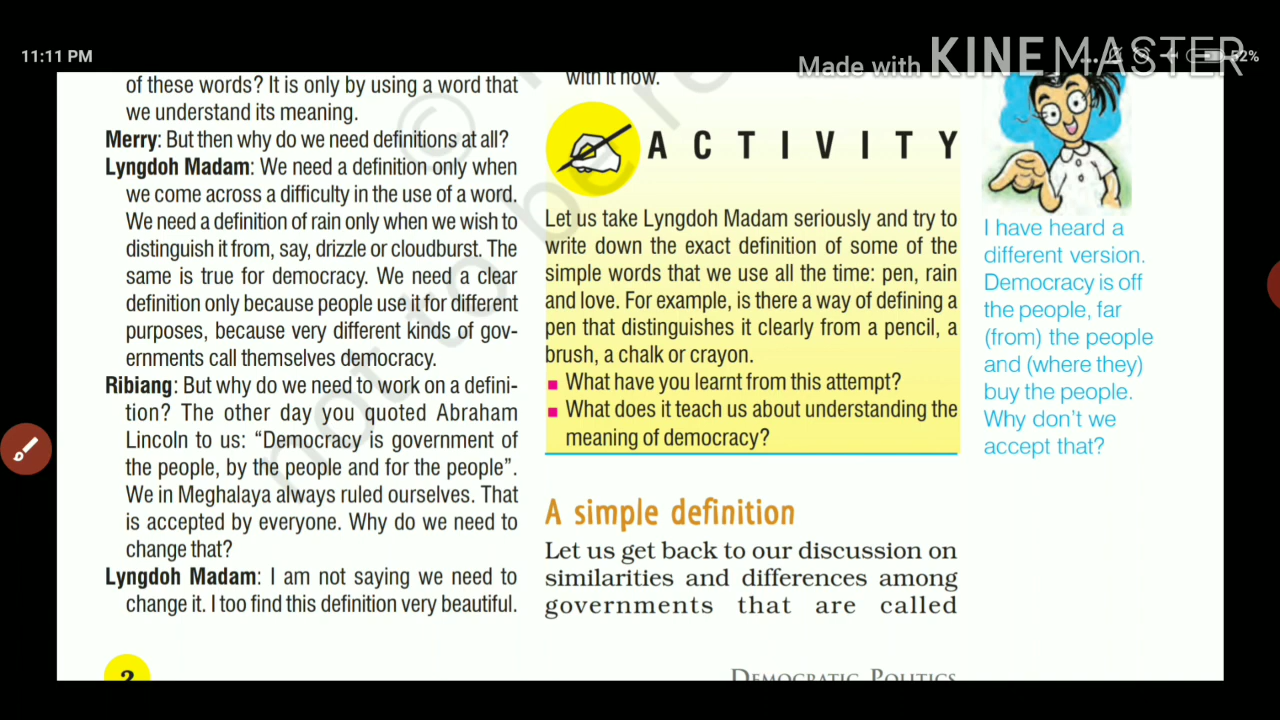 11:11 PM
Made with KINEMASTER
52%
of these words? It is only by using a word that
we understand its meaning.
Merry: But then why do we need definitions at all?
Lyngdoh Madam: We need a definition only when
we come across a difficulty in the use of a word.
We need a definition of rain only when we wish to
distinguish it from, say, drizzle or cloudburst. The
same is true for democracy. We need a clear
definition only because people use it for different
purposes, because very different kinds of gov-
ernments call themselves democracy.
Ribiang: But why do we need to work on a defini-
tion? The other day you quoted Abraham
Lincoln to us: “Democracy is government of
the people, by the people and for the people”.
We in Meghalaya always ruled ourselves. That
is accepted by everyone. Why do we need to
change that?
Lyngdoh Madam: I am not saying we need to
change it. I too find this definition very beautiful.
2
with it now.
ACTIVITY
Let us take Lyngdoh Madam seriously and try to
write down the exact definition of some of the
simple words that we use all the time: pen, rain
and love. For example, is there a way of defining a
pen that distinguishes it clearly from a pencil, a
brush, a chalk or crayon.
What have you learnt from this attempt?
What does it teach us about understanding the
meaning of democracy?
A simple definition
Let us get back to our discussion on
similarities and differences among
governments that are called
DEMOCRATIC POLITICS
I have heard a
different version.
Democracy is off
the people, far
(from) the people
and (where they)
buy the people.
Why don’t we
accept that?
© not to be re